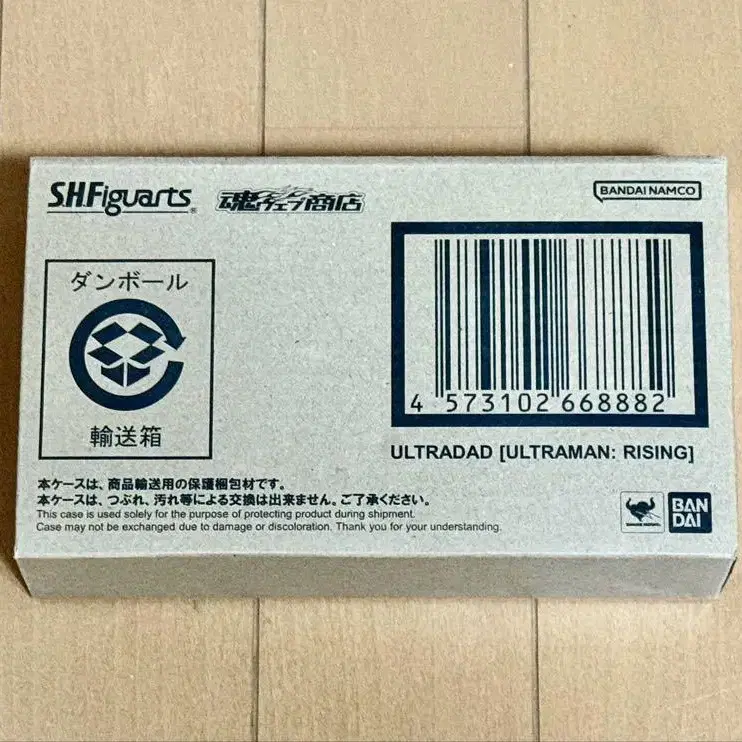 S.H.Figuarts®
魂ウェブ商店
BANDAI NAMCO
ダンボール
輸送箱
4 573102 668882
ULTRADAD [ULTRAMAN: RISING]
本ケースは、商品輸送用の保護梱包材です。
本ケースは、つぶれ、汚れ等による交換は出来ません。ご了承ください。
This case is used solely for the purpose of protecting product during shipment.
Case may not be exchanged due to damage or discoloration. Thank you for your understanding.
BAN
DAI